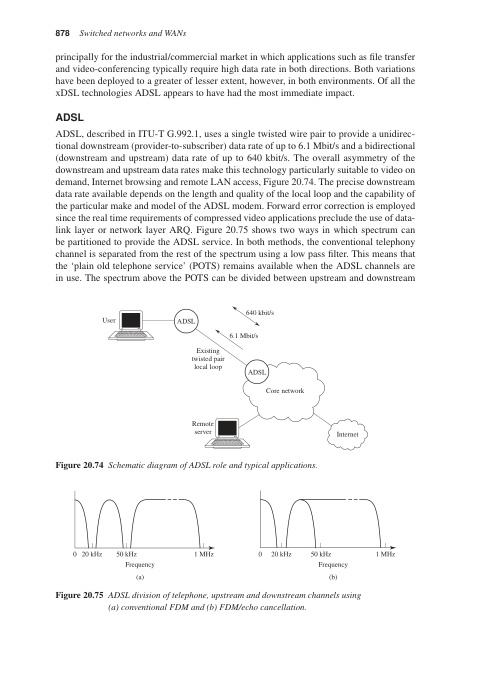 878 Switched networks and WANs
principally for the industrial/commercial market in which applications such as file transfer
and video-conferencing typically require high data rate in both directions. Both variations
have been deployed to a greater of lesser extent, however, in both environments. Of all the
xDSL technologies ADSL appears to have had the most immediate impact.
ADSL
ADSL, described in ITU-T G.992.1, uses a single twisted wire pair to provide a unidirec-
tional downstream (provider-to-subscriber) data rate of up to 6.1 Mbit/s and a bidirectional
(downstream and upstream) data rate of up to 640 kbit/s. The overall asymmetry of the
downstream and upstream data rates make this technology particularly suitable to video on
demand, Internet browsing and remote LAN access, Figure 20.74. The precise downstream
data rate available depends on the length and quality of the local loop and the capability of
the particular make and model of the ADSL modem. Forward error correction is employed
since the real time requirements of compressed video applications preclude the use of data-
link layer or network layer ARQ. Figure 20.75 shows two ways in which spectrum can
be partitioned to provide the ADSL service. In both methods, the conventional telephony
channel is separated from the rest of the spectrum using a low pass filter. This means that
the ‘plain old telephone service’ (POTS) remains available when the ADSL channels are
in use. The spectrum above the POTS can be divided between upstream and downstream
User
ADSL
640 kbit/s
6.1 Mbit/s
Existing
twisted pair
local loop
ADSL
Core network
Remote
server
Internet
Figure 20.74 Schematic diagram of ADSL role and typical applications.
0 20 kHz 50 kHz 1 MHz
Frequency
(a)
0 20 kHz 50 kHz 1 MHz
Frequency
(b)
Figure 20.75 ADSL division of telephone, upstream and downstream channels using
(a) conventional FDM and (b) FDM/echo cancellation.